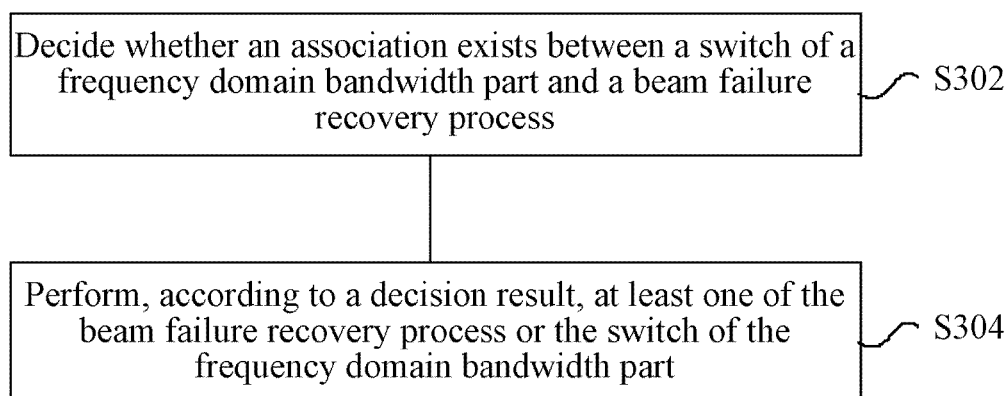 Decide whether an association exists between a switch of a
frequency domain bandwidth part and a beam failure
recovery process
S302
Perform, according to a decision result, at least one of the
beam failure recovery process or the switch of the
frequency domain bandwidth part
S304